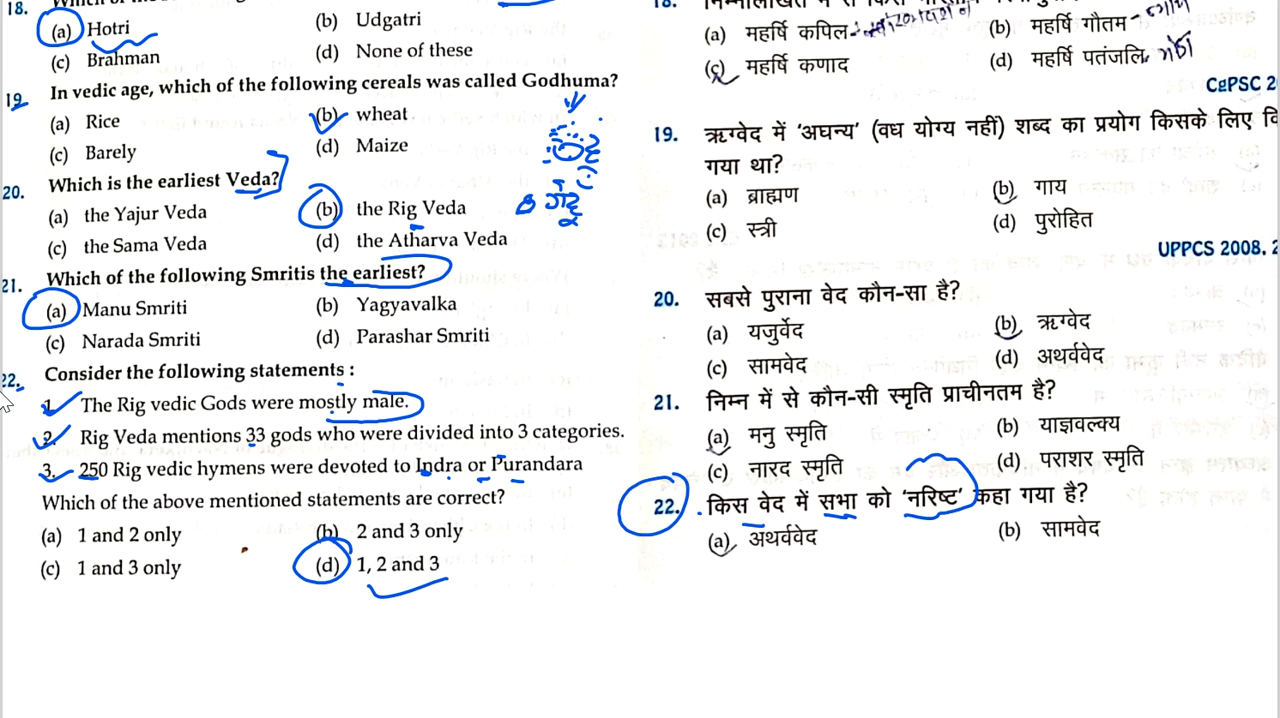 18.
(a) Hotri
(b) Udgatri
(c) Brahman
(d) None of these
19. In vedic age, which of the following cereals was called Godhuma?
(a) Rice
(b) wheat
(c) Barely
(d) Maize
20. Which is the earliest Veda?
(a) the Yajur Veda
(b) the Rig Veda
(c) the Sama Veda
(d) the Atharva Veda
21. Which of the following Smritis the earliest?
(a) Manu Smriti
(b) Yagyavalka
(c) Narada Smriti
(d) Parashar Smriti
22. Consider the following statements :
1. The Rig vedic Gods were mostly male.
2. Rig Veda mentions 33 gods who were divided into 3 categories.
3. 250 Rig vedic hymens were devoted to Indra or Purandara
Which of the above mentioned statements are correct?
(a) 1 and 2 only
(b) 2 and 3 only
(c) 1 and 3 only
(d) 1, 2 and 3
(a) महर्षि कपिल
(b) महर्षि गौतम
(c) महर्षि कणाद
(d) महर्षि पतंजलि
19. ऋग्वेद में 'अघन्य' (वध योग्य नहीं) शब्द का प्रयोग किसके लिए
गया था?
(a) ब्राह्मण
(b) गाय
(c) स्त्री
(d) पुरोहित
UPPCS 2008.
20. सबसे पुराना वेद कौन-सा है?
(a) यजुर्वेद
(b) ऋग्वेद
(c) सामवेद
(d) अथर्ववेद
21. निम्न में से कौन-सी स्मृति प्राचीनतम है?
(a) मनु स्मृति
(b) याज्ञवल्क्य
(c) नारद स्मृति
(d) पराशर स्मृति
22. किस वेद में सभा को 'नरिष्ट' कहा गया है?
(a) अथर्ववेद
(b) सामवेद